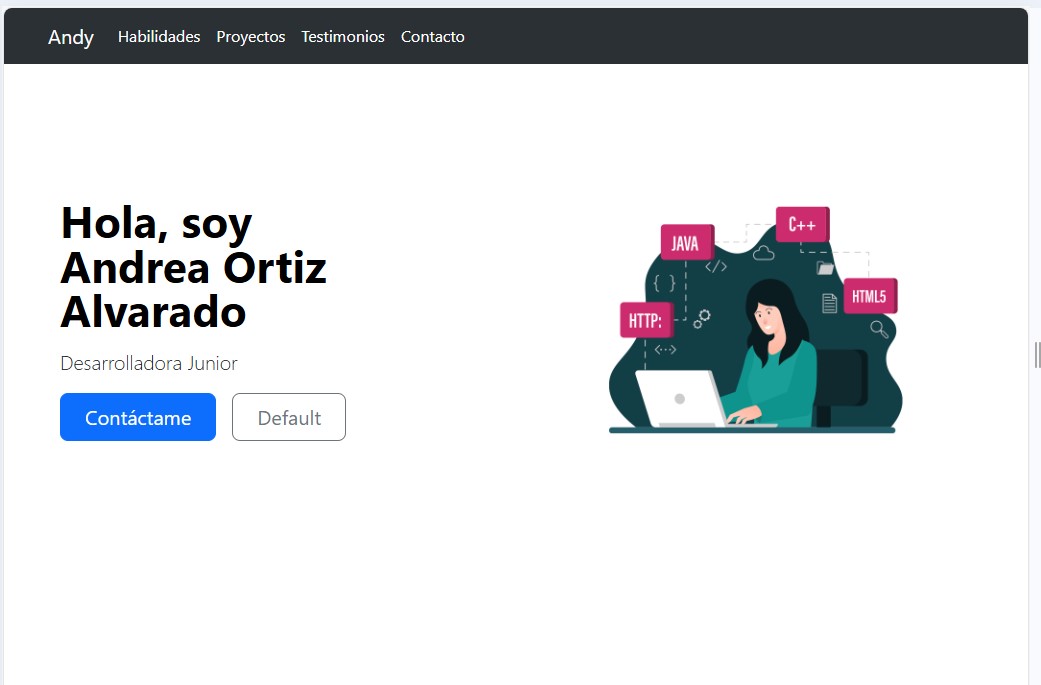 Andy Habilidades Proyectos Testimonios Contacto
Hola, soy
Andrea Ortiz
Alvarado
Desarrolladora Junior
Contáctame Default
C++
JAVA
HTML5
HTTP: